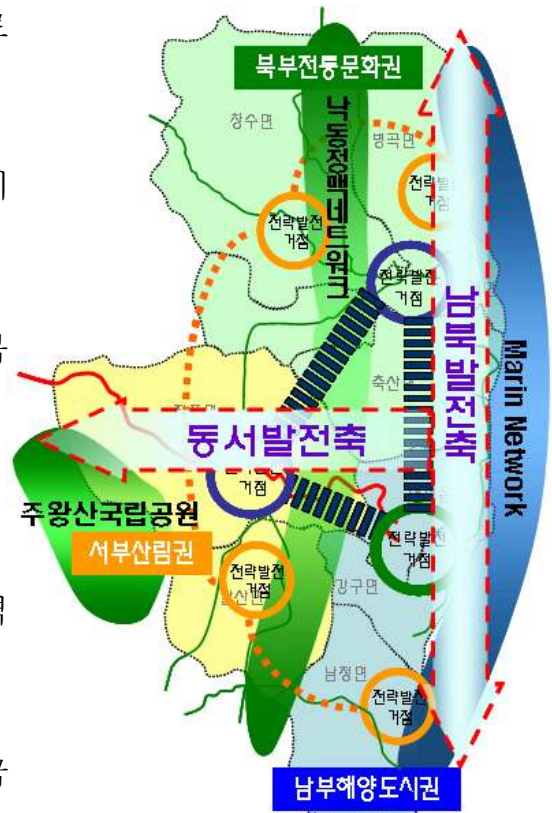 북부전통문화권
창수면
병곡면
낙동정맥네트워크
전략발전
거점
전략발전
거점
전략발전
거점
남북발전축
Marin Network
축산
동서발전축
거점
주왕산국립공원
서부산림권
전략발전
거점
전략발전
거점
강구면
남정면
전략발전
거점
남부해양도시권